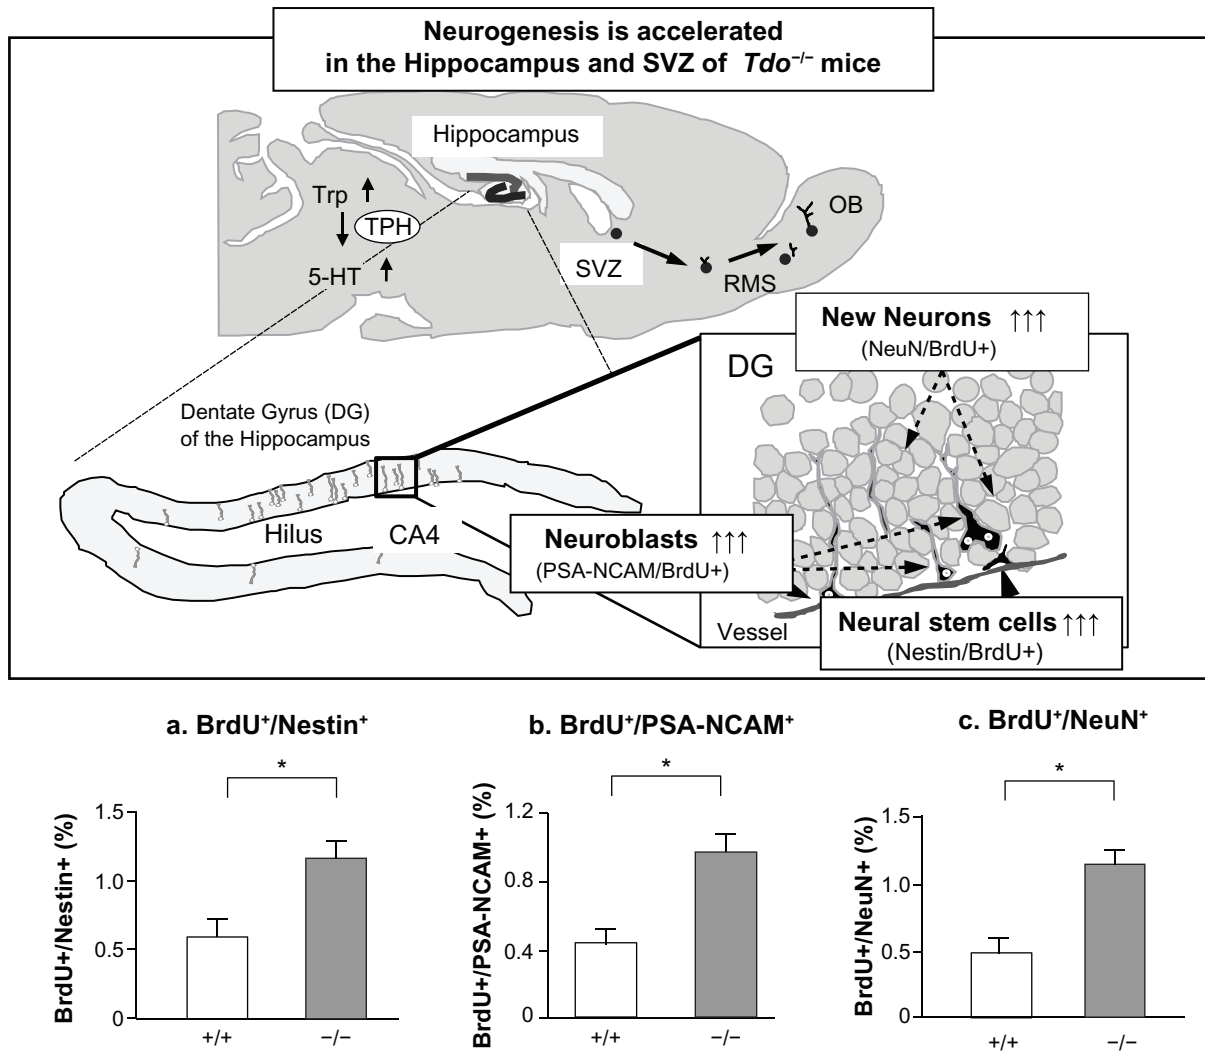 Neurogenesis is accelerated
in the Hippocampus and SVZ of Tdo⁻/⁻ mice
Hippocampus
Trp ↑
↓ TPH
5-HT ↑
SVZ
RMS
OB
Dentate Gyrus (DG)
of the Hippocampus
Hilus
CA4
DG
New Neurons ↑↑↑
(NeuN/BrdU+)
Neuroblasts ↑↑↑
(PSA-NCAM/BrdU+)
Vessel
Neural stem cells ↑↑↑
(Nestin/BrdU+)
a. BrdU⁺/Nestin⁺
*
BrdU+/Nestin+ (%)
1.5
1.0
0.5
0
+/+
−/−
b. BrdU⁺/PSA-NCAM⁺
*
BrdU+/PSA-NCAM+ (%)
1.2
0.8
0.4
0
+/+
−/−
c. BrdU⁺/NeuN⁺
*
BrdU+/NeuN+ (%)
1.5
1.0
0.5
0
+/+
−/−